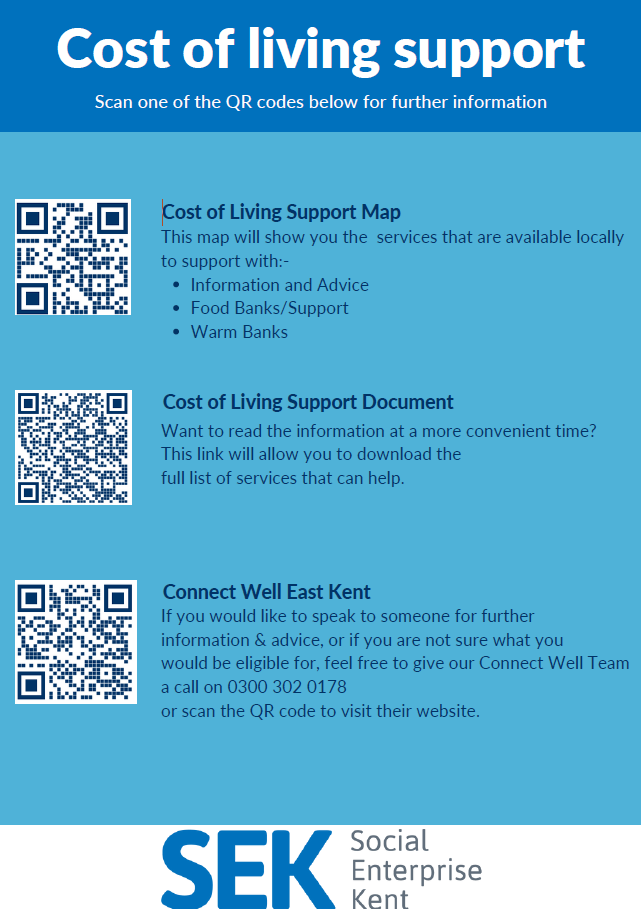 Cost of living support
Scan one of the QR codes below for further information
Cost of Living Support Map
This map will show you the  services that are available locally
to support with:-
• Information and Advice
• Food Banks/Support
• Warm Banks
Cost of Living Support Document
Want to read the information at a more convenient time?
This link will allow you to download the
full list of services that can help.
Connect Well East Kent
If you would like to speak to someone for further
information & advice, or if you are not sure what you
would be eligible for, feel free to give our Connect Well Team
a call on 0300 302 0178
or scan the QR code to visit their website.
SEK
Social
Enterprise
Kent